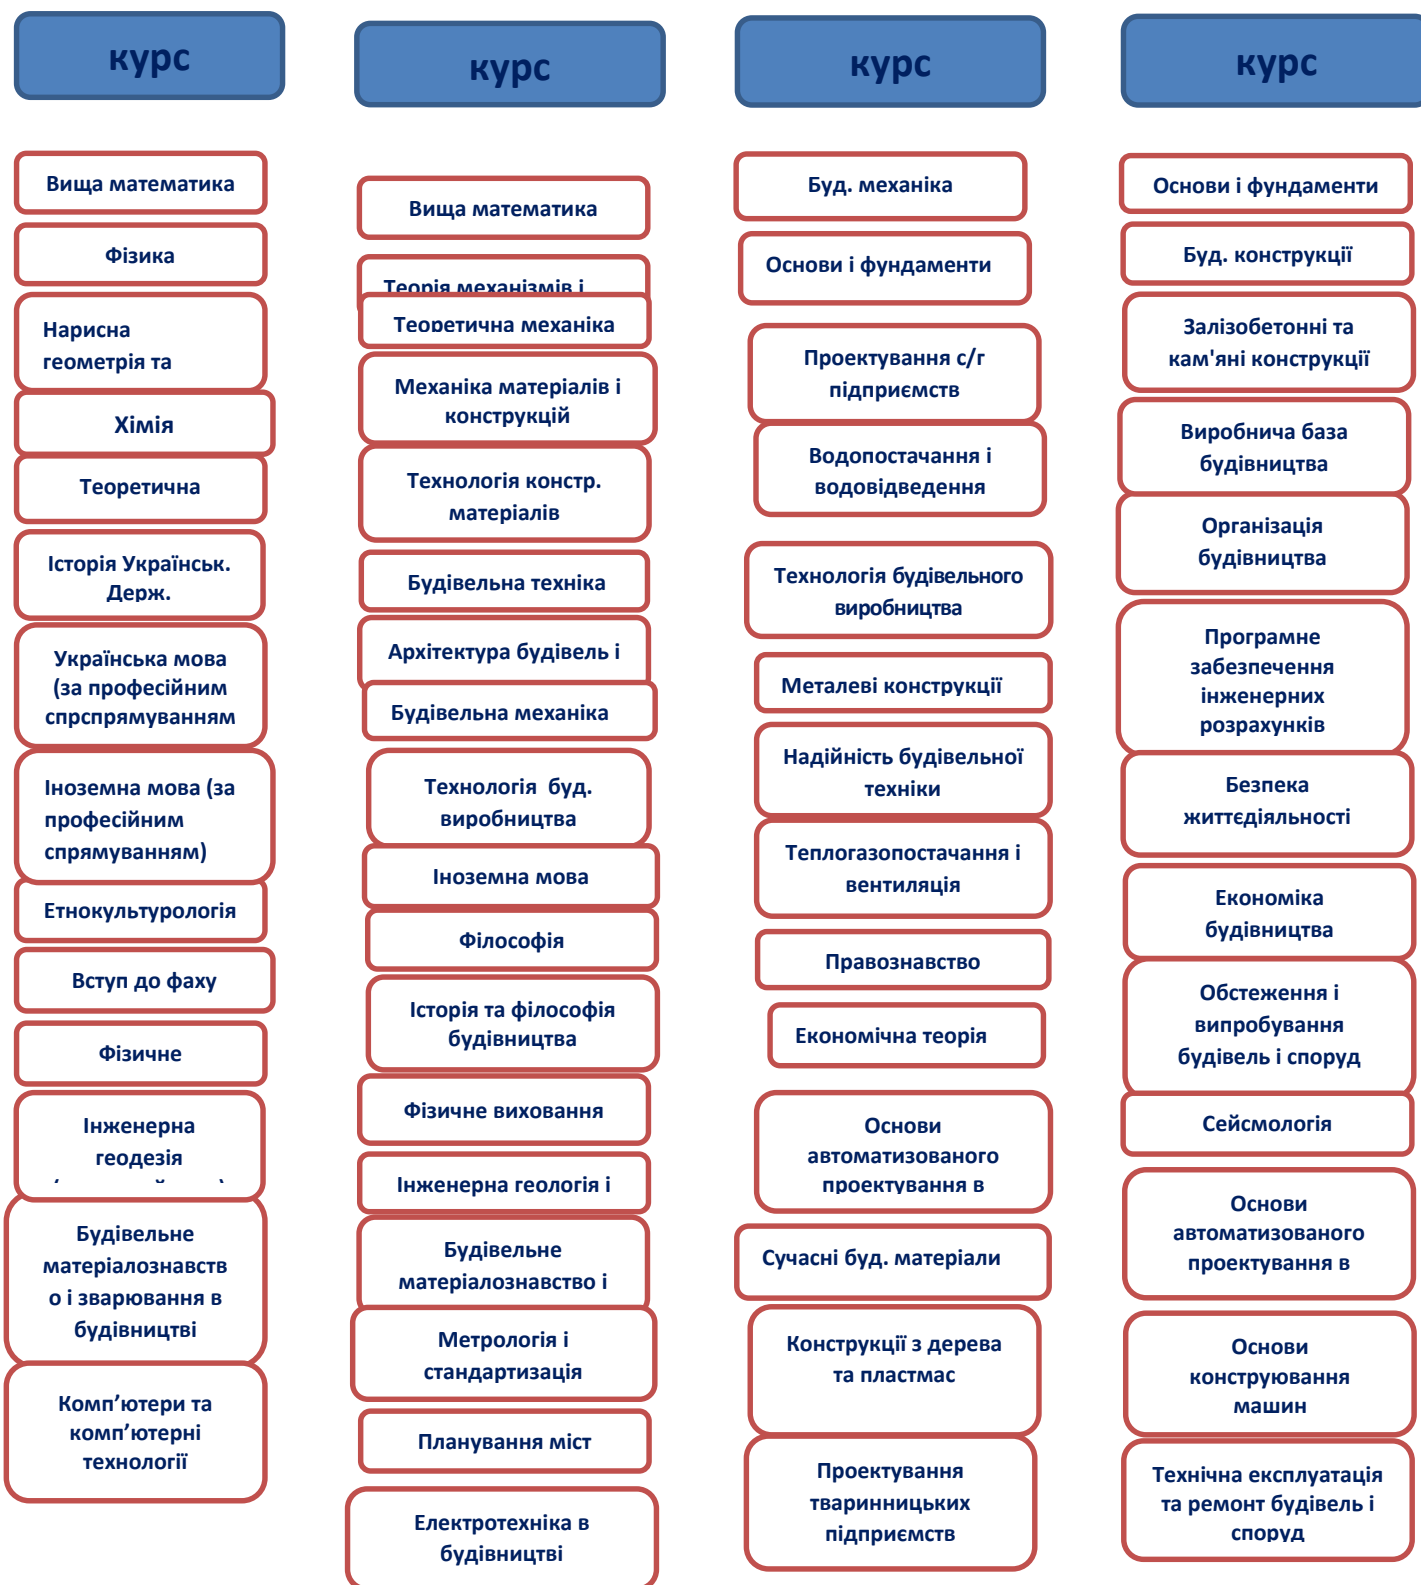 курс
Вища математика
Фізика
Нарисна
геометрія та
Хімія
Теоретична
Історія Українськ.
Держ.
Українська мова
(за професійним
спрспрямуванням
Іноземна мова (за
професійним
спрямуванням)
Етнокультурологія
Вступ до фаху
Фізичне
Інженерна
геодезія
Будівельне
матеріалознавств
о і зварювання в
будівництві
Комп’ютери та
комп’ютерні
технології
курс
Вища математика
Теорія механізмів і
Теоретична механіка
Механіка матеріалів і
конструкцій
Технологія констр.
матеріалів
Будівельна техніка
Архітектура будівель і
Будівельна механіка
Технологія буд.
виробництва
Іноземна мова
Філософія
Історія та філософія
будівництва
Фізичне виховання
Інженерна геологія і
Будівельне
матеріалознавство і
Метрологія і
стандартизація
Планування міст
Електротехніка в
будівництві
курс
Буд. механіка
Основи і фундаменти
Проектування с/г
підприємств
Водопостачання і
водовідведення
Технологія будівельного
виробництва
Металеві конструкції
Надійність будівельної
техніки
Теплогазопостачання і
вентиляція
Правознавство
Економічна теорія
Основи
автоматизованого
проектування в
Сучасні буд. матеріали
Конструкції з дерева
та пластмас
Проектування
тваринницьких
підприємств
курс
Основи і фундаменти
Буд. конструкції
Залізобетонні та
кам'яні конструкції
Виробнича база
будівництва
Організація
будівництва
Програмне
забезпечення
інженерних
розрахунків
Безпека
життєдіяльності
Економіка
будівництва
Обстеження і
випробування
будівель і споруд
Сейсмологія
Основи
автоматизованого
проектування в
Основи
конструювання
машин
Технічна експлуатація
та ремонт будівель і
споруд